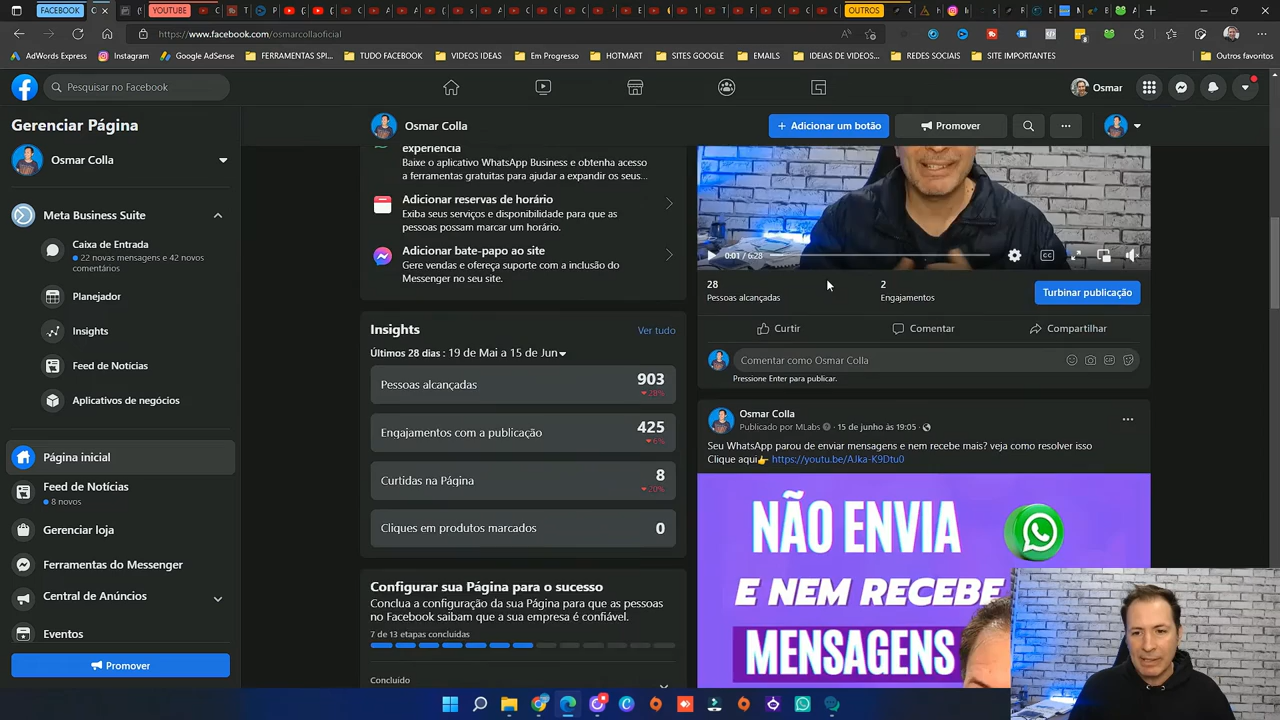 FACEBOOK
YOUTUBE
OUTROS
https://www.facebook.com/osmarcollaoficial
AdWords Express
Instagram
Google AdSense
FERRAMENTAS SPI...
TUDO FACEBOOK
VIDEOS IDEAS
Em Progresso
HOTMART
SITES GOOGLE
EMAILS
IDEIAS DE VIDEOS...
REDES SOCIAIS
SITE IMPORTANTES
Outros favoritos
Pesquisar no Facebook
Osmar
Gerenciar Página
Osmar Colla
Meta Business Suite
Caixa de Entrada
22 novos mensagens e 42 novos
comentários
Planejador
Insights
Feed de Notícias
Aplicativos de negócios
Página inicial
Feed de Notícias
8 novos
Gerenciar loja
Ferramentas do Messenger
Central de Anúncios
Eventos
Promover
Osmar Colla
+ Adicionar um botão
Promover
experiência
Baixe o aplicativo WhatsApp Business e obtenha acesso
a ferramentas gratuitas para ajudar a expandir os seus...
Adicionar reservas de horário
Exiba seus serviços e disponibilidade para que as
pessoas possam marcar um horário.
Adicionar bate-papo ao site
Gere vendas e ofereça suporte com a inclusão do
Messenger no seu site.
Insights
Ver tudo
Últimos 28 dias : 19 de Mai a 15 de Jun
Pessoas alcançadas
903
28%
Engajamentos com a publicação
425
6%
Curtidas na Página
8
20%
Cliques em produtos marcados
0
Configurar sua Página para o sucesso
Conclua a configuração da sua Página para que as pessoas
no Facebook saibam que a sua empresa é confiável.
7 de 13 etapas concluídas
Concluído
0:01 / 6:28
28
Pessoas alcançadas
2
Engajamentos
Turbinar publicação
Curtir
Comentar
Compartilhar
Comentar como Osmar Colla
Pressione Enter para publicar.
Osmar Colla
Publicado por MLabs · 15 de junho às 19:05 ·
Seu WhatsApp parou de enviar mensagens e nem recebe mais? veja como resolver isso
Clique aqui👉 https://youtu.be/AJka-K9Dtu0
NÃO ENVIA
E NEM RECEBE
MENSAGENS